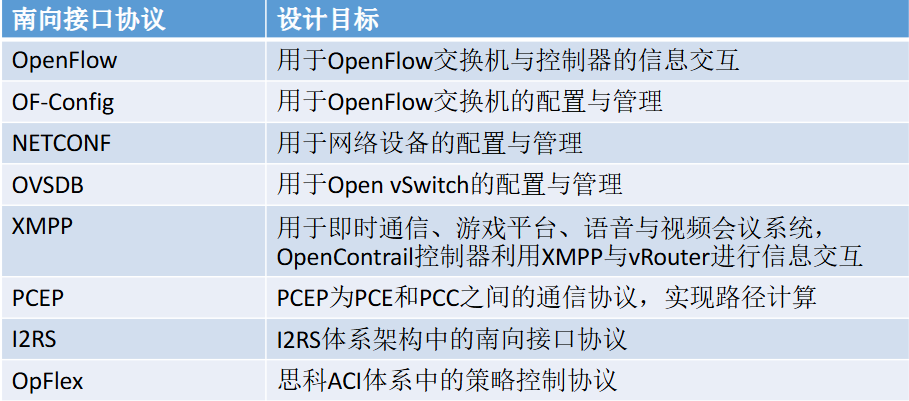 南向接口协议 设计目标
OpenFlow 用于OpenFlow交换机与控制器的信息交互
OF-Config 用于OpenFlow交换机的配置与管理
NETCONF 用于网络设备的配置与管理
OVSDB 用于Open vSwitch的配置与管理
XMPP 用于即时通信、游戏平台、语音与视频会议系统，
OpenContrail控制器利用XMPP与vRouter进行信息交互
PCEP PCEP为PCE和PCC之间的通信协议，实现路径计算
I2RS I2RS体系架构中的南向接口协议
OpFlex 思科ACI体系中的策略控制协议